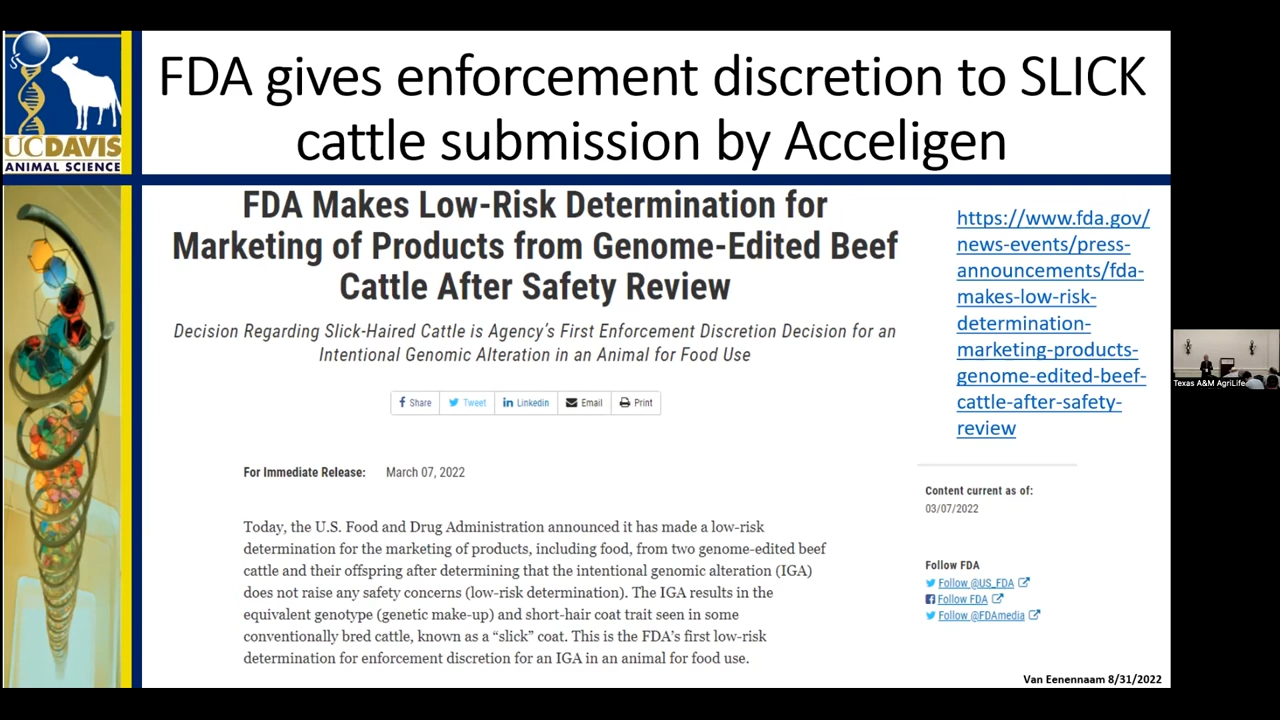 FDA gives enforcement discretion to SLICK
cattle submission by Acceligen
UCDAVIS
ANIMAL SCIENCE
FDA Makes Low-Risk Determination for
Marketing of Products from Genome-Edited Beef
Cattle After Safety Review
Decision Regarding Slick-Haired Cattle is Agency's First Enforcement Discretion Decision for an
Intentional Genomic Alteration in an Animal for Food Use
Share Tweet Linkedin Email Print
For Immediate Release: March 07, 2022
Today, the U.S. Food and Drug Administration announced it has made a low-risk
determination for the marketing of products, including food, from two genome-edited beef
cattle and their offspring after determining that the intentional genomic alteration (IGA)
does not raise any safety concerns (low-risk determination). The IGA results in the
equivalent genotype (genetic make-up) and short-hair coat trait seen in some
conventionally bred cattle, known as a “slick” coat. This is the FDA’s first low-risk
determination for enforcement discretion for an IGA in an animal for food use.
https://www.fda.gov/
news-events/press-
announcements/fda-
makes-low-risk-
determination-
marketing-products-
genome-edited-beef-
cattle-after-safety-
review
Content current as of:
03/07/2022
Follow FDA
Follow @US_FDA
Follow FDA
Follow @FDAmedia
Van Eenennaam 8/31/2022
Texas A&M AgriLife